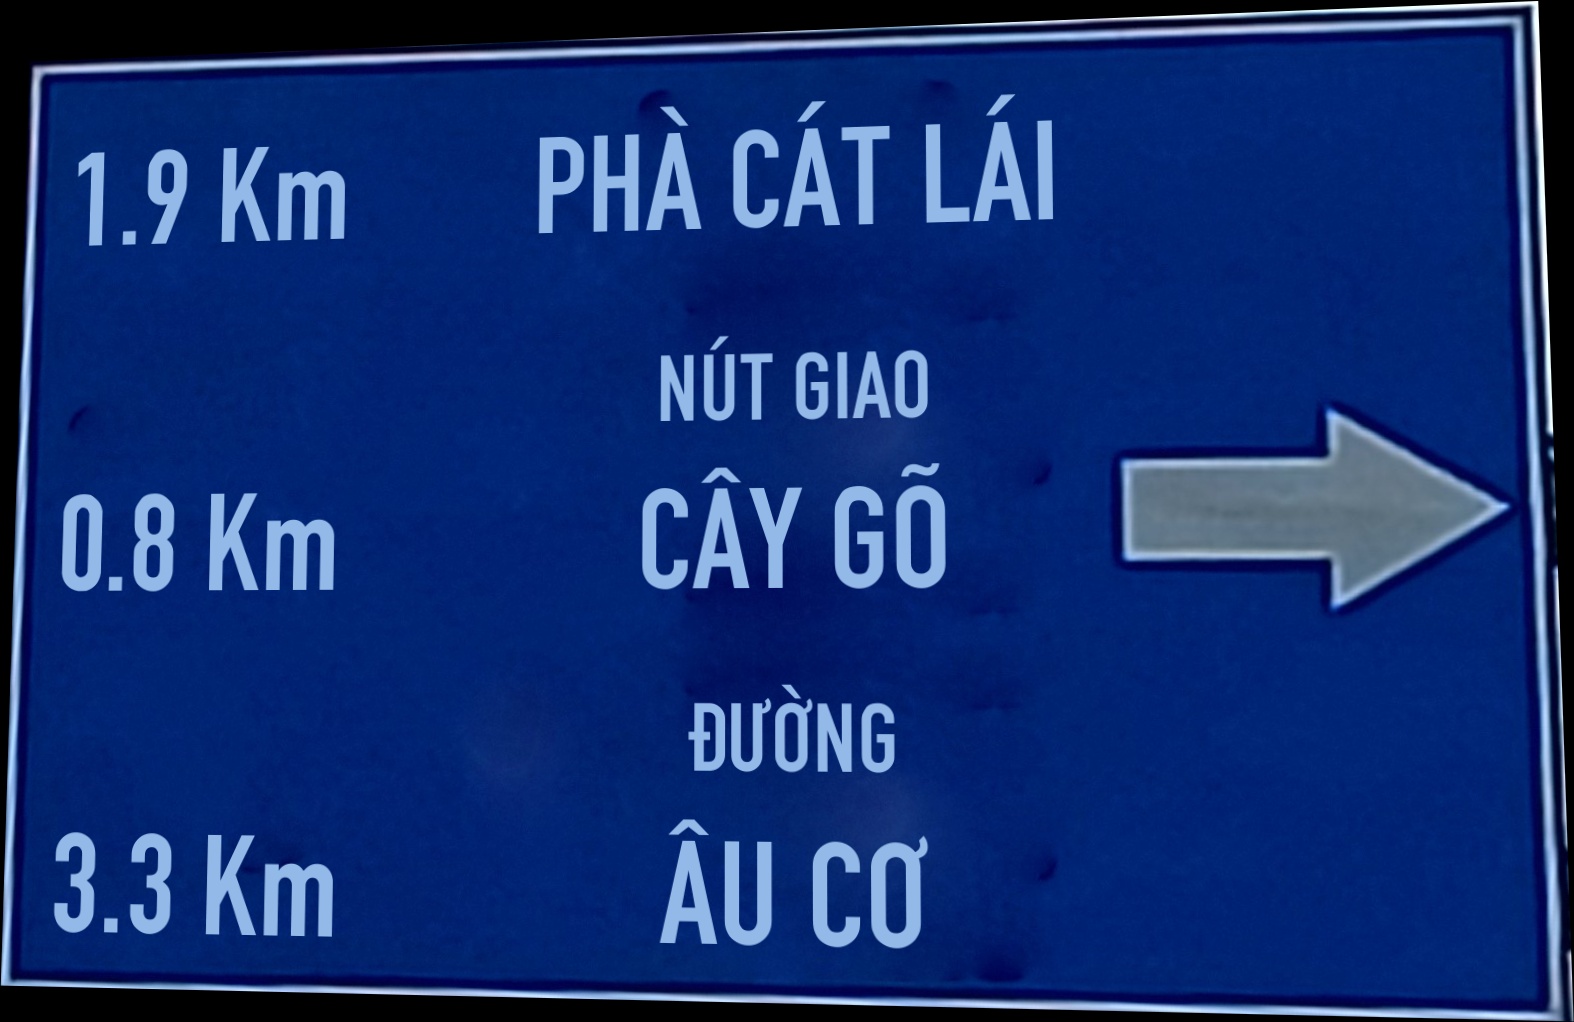 1.9 Km PHÀ CÁT LÁI
NÚT GIAO
0.8 Km CÂY GÕ
ĐƯỜNG
3.3 Km ÂU CƠ